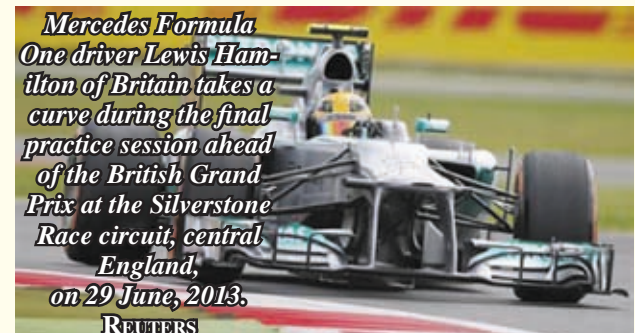 Mercedes Formula
One driver Lewis Ham-
ilton of Britain takes a
curve during the final
practice session ahead
of the British Grand
Prix at the Silverstone
Race circuit, central
England,
on 29 June, 2013.
REUTERS